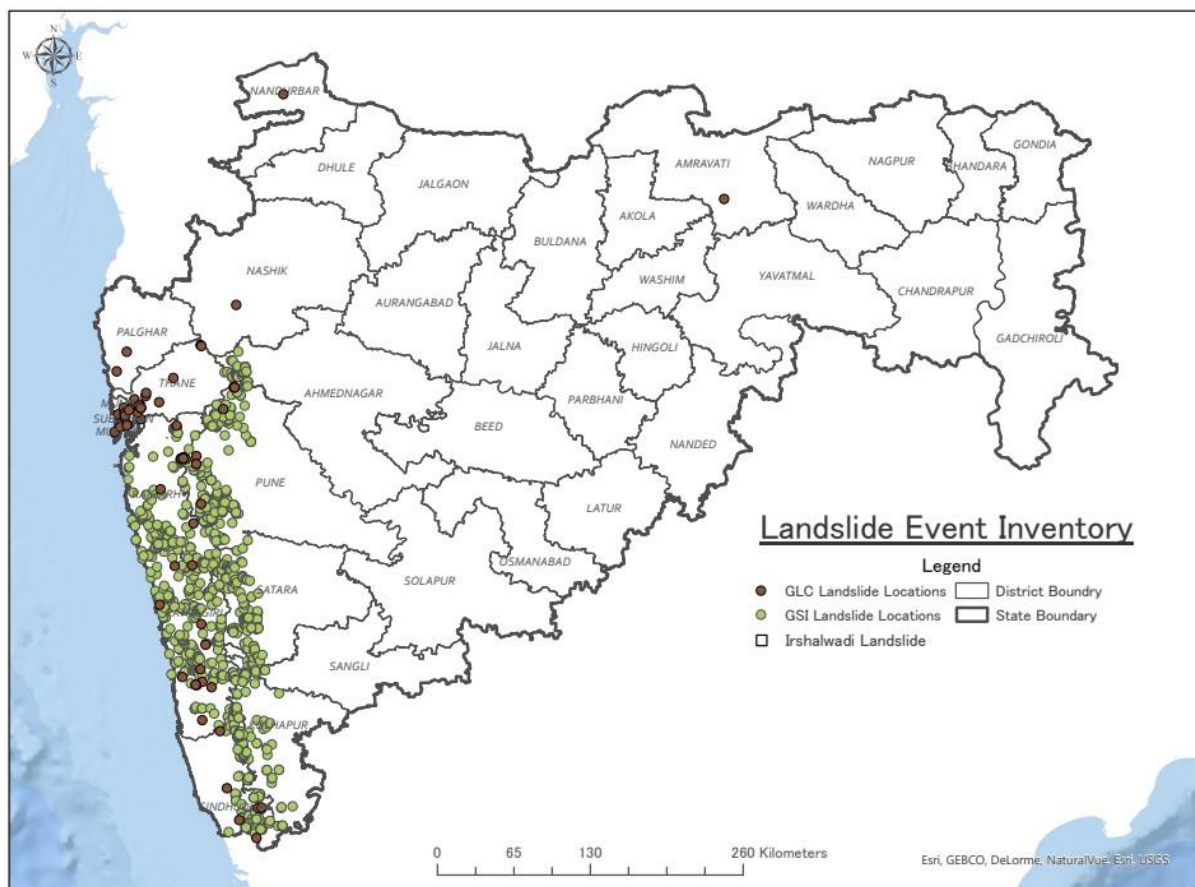 N
W E
S
NANDURBAR
DHULE
JALGAON
AMRAVATI
NAGPUR
GONDIA
AKOLA
WARDHA
BULDANA
WASHIM
YAVATMAL
NASHIK
AURANGABAD
CHANDRAPUR
PALGHAR
JALNA
HINGOLI
GADCHIROLI
THANE
AHMEDNAGAR
PARBHANI
BEED
NANDED
PUNE
LATUR
OSMANABAD
SOLAPUR
SATARA
SANGLI
Landslide Event Inventory
Legend
GLC Landslide Locations
District Boundry
GSI Landslide Locations
State Boundary
Irshalwadi Landslide
0 65 130 260 Kilometers
Esri, GEBCO, DeLorme, NaturalVue, Esri, USGS